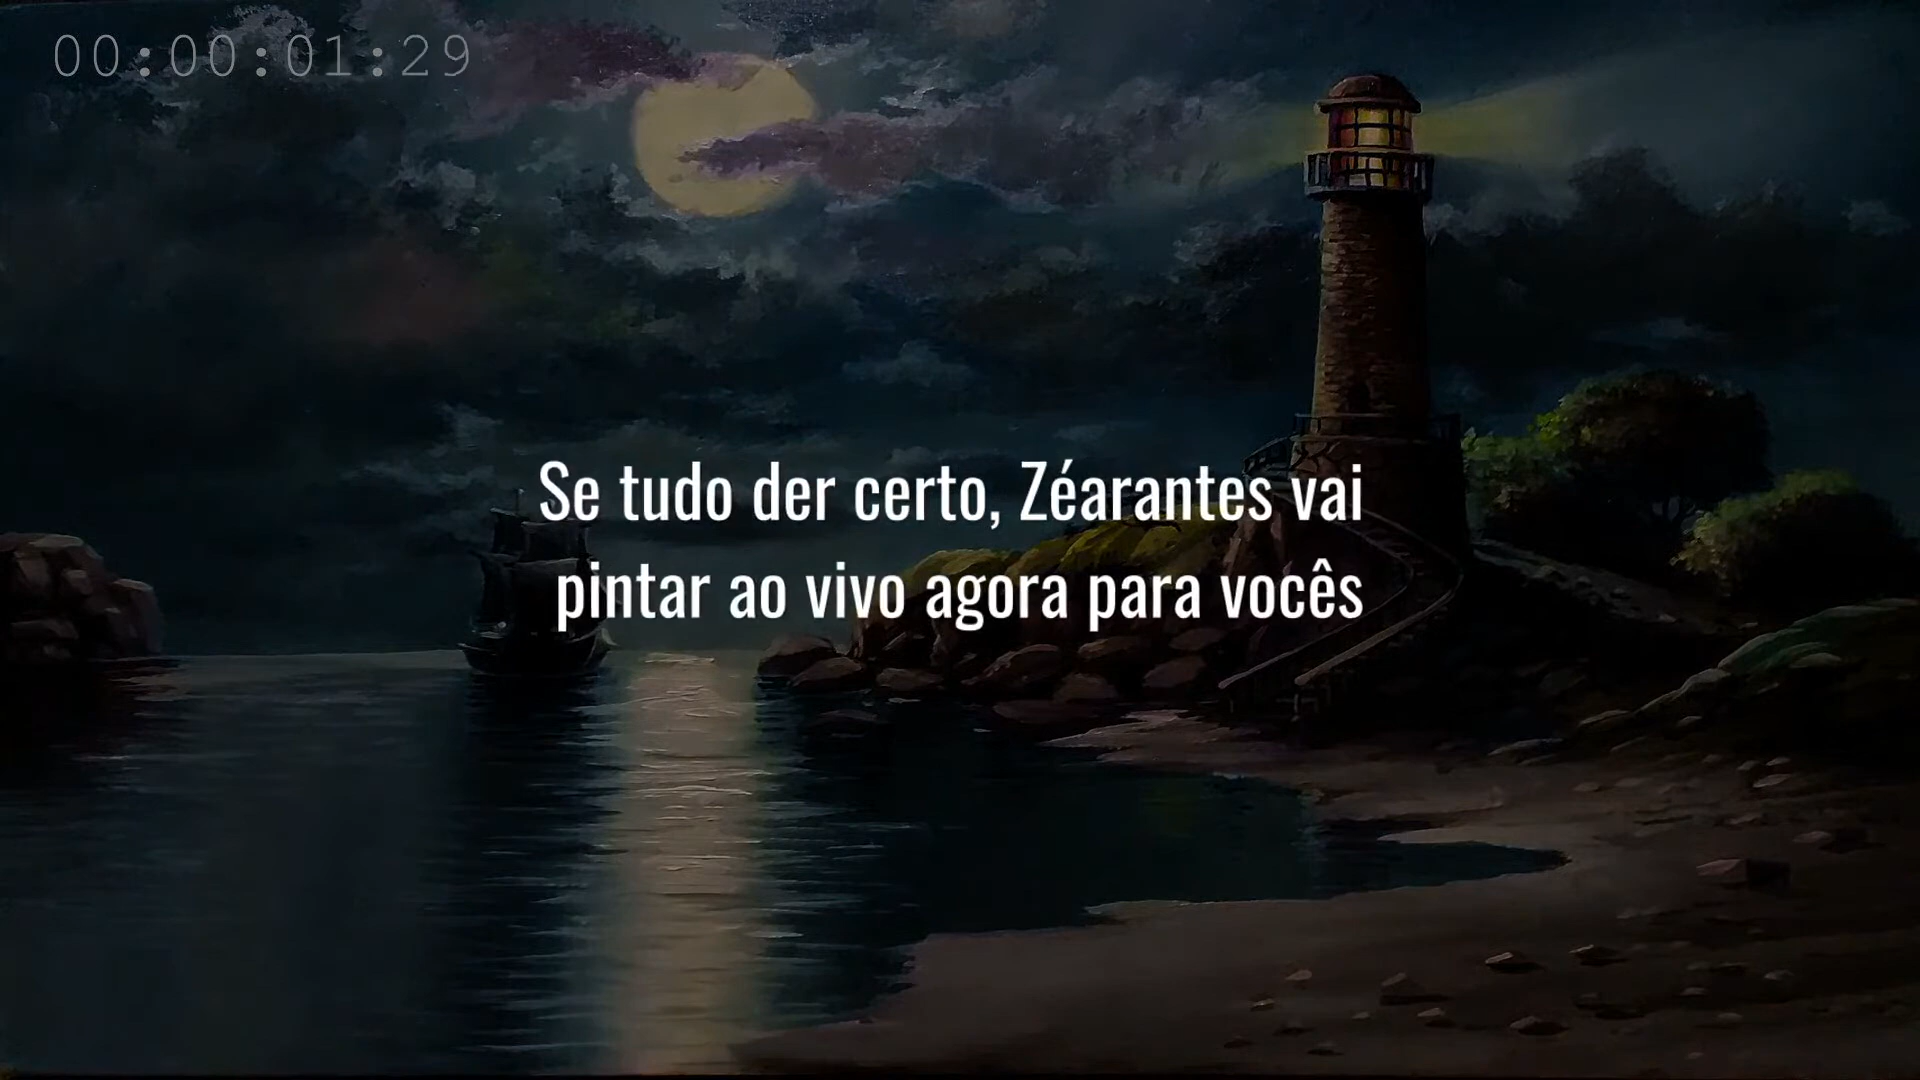 00:00:01:29
Se tudo der certo, Zéarantes vai
pintar ao vivo agora para vocês